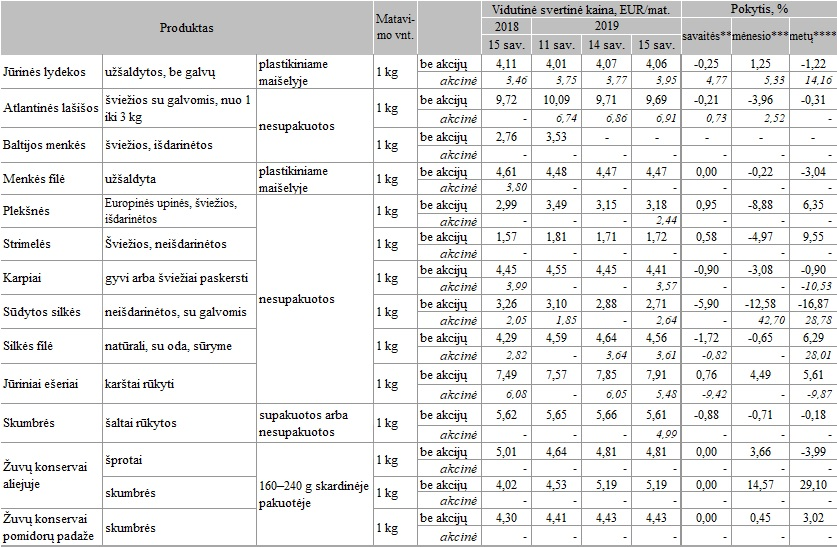 Produktas Matavi-mo vnt. Vidutinė svertinė kaina, EUR/mat. Pokytis, %
2018 2019 savaitės** mėnesio*** metų****
15 sav. 11 sav. 14 sav. 15 sav.
Jūrinės lydekos užšaldytos, be galvų plastikiniame maišelyje 1 kg be akcijų 4,11 4,01 4,07 4,06 -0,25 1,25 -1,22
akcinė 3,46 3,75 3,77 3,95 4,77 5,33 14,16
Atlantinės lašišos šviežios su galvomis, nuo 1 iki 3 kg nesupakuotos 1 kg be akcijų 9,72 10,09 9,71 9,69 -0,21 -3,96 -0,31
akcinė - 6,74 6,86 6,91 0,73 2,52 -
Baltijos menkės šviežios, išdarinėtos 1 kg be akcijų 2,76 3,53 - - - - -
akcinė - - - - - - -
Menkės filė užšaldyta plastikiniame maišelyje 1 kg be akcijų 4,61 4,48 4,47 4,47 0,00 -0,22 -3,04
akcinė 3,80 - - - - - -
Plekšnės Europinės upinės, šviežios, išdarinėtos nesupakuotos 1 kg be akcijų 2,99 3,49 3,15 3,18 0,95 -8,88 6,35
akcinė - - - 2,44 - - -
Strimelės Šviežios, neišdarinėtos 1 kg be akcijų 1,57 1,81 1,71 1,72 0,58 -4,97 9,55
akcinė - - - - - - -
Karpiai gyvi arba šviežiai paskersti 1 kg be akcijų 4,45 4,55 4,45 4,41 -0,90 -3,08 -0,90
akcinė 3,99 - - 3,57 - - -10,53
Sūdytos silkės neišdarinėtos, su galvomis 1 kg be akcijų 3,26 3,10 2,88 2,71 -5,90 -12,58 -16,87
akcinė 2,05 1,85 - 2,64 - 42,70 28,78
Silkės filė natūrali, su oda, sūryme 1 kg be akcijų 4,29 4,59 4,64 4,56 -1,72 -0,65 6,29
akcinė 2,82 - 3,64 3,61 -0,82 - 28,01
Jūriniai ešeriai karštai rūkyti 1 kg be akcijų 7,49 7,57 7,85 7,91 0,76 4,49 5,61
akcinė 6,08 - 6,05 5,48 -9,42 - -9,87
Skumbrės šaltai rūkytos supakuotos arba nesupakuotos 1 kg be akcijų 5,62 5,65 5,66 5,61 -0,88 -0,71 -0,18
akcinė - - - 4,99 - - -
Žuvų konservai aliejuje šprotai 160–240 g skardinėje pakuotėje 1 kg be akcijų 5,01 4,64 4,81 4,81 0,00 3,66 -3,99
akcinė - - - - - - -
skumbrės 1 kg be akcijų 4,02 4,53 5,19 5,19 0,00 14,57 29,10
akcinė - - - - - - -
Žuvų konservai pomidorų padaže skumbrės 1 kg be akcijų 4,30 4,41 4,43 4,43 0,00 0,45 3,02
akcinė - - - - - - -